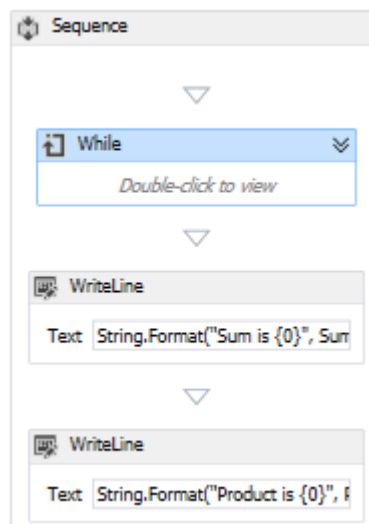 Sequence
While
Double-click to view
WriteLine
Text String.Format("Sum is {0}", Sum
WriteLine
Text String.Format("Product is {0}",